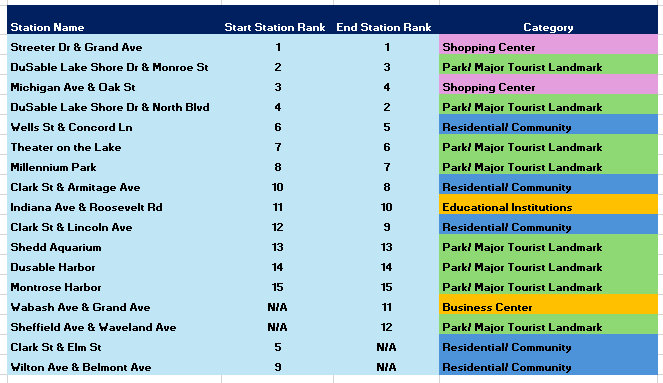 Station Name Start Station Rank End Station Rank Category
Streeter Dr & Grand Ave 1 1 Shopping Center
DuSable Lake Shore Dr & Monroe St 2 3 Park/ Major Tourist Landmark
Michigan Ave & Oak St 3 4 Shopping Center
DuSable Lake Shore Dr & North Blvd 4 2 Park/ Major Tourist Landmark
Wells St & Concord Ln 6 5 Residential/ Community
Theater on the Lake 7 6 Park/ Major Tourist Landmark
Millennium Park 8 7 Park/ Major Tourist Landmark
Clark St & Armitage Ave 10 8 Residential/ Community
Indiana Ave & Roosevelt Rd 11 10 Educational Institutions
Clark St & Lincoln Ave 12 9 Residential/ Community
Shedd Aquarium 13 13 Park/ Major Tourist Landmark
Dusable Harbor 14 14 Park/ Major Tourist Landmark
Montrose Harbor 15 15 Park/ Major Tourist Landmark
Wabash Ave & Grand Ave N/A 11 Business Center
Sheffield Ave & Waveland Ave N/A 12 Park/ Major Tourist Landmark
Clark St & Elm St 5 N/A Residential/ Community
Wilton Ave & Belmont Ave 9 N/A Residential/ Community